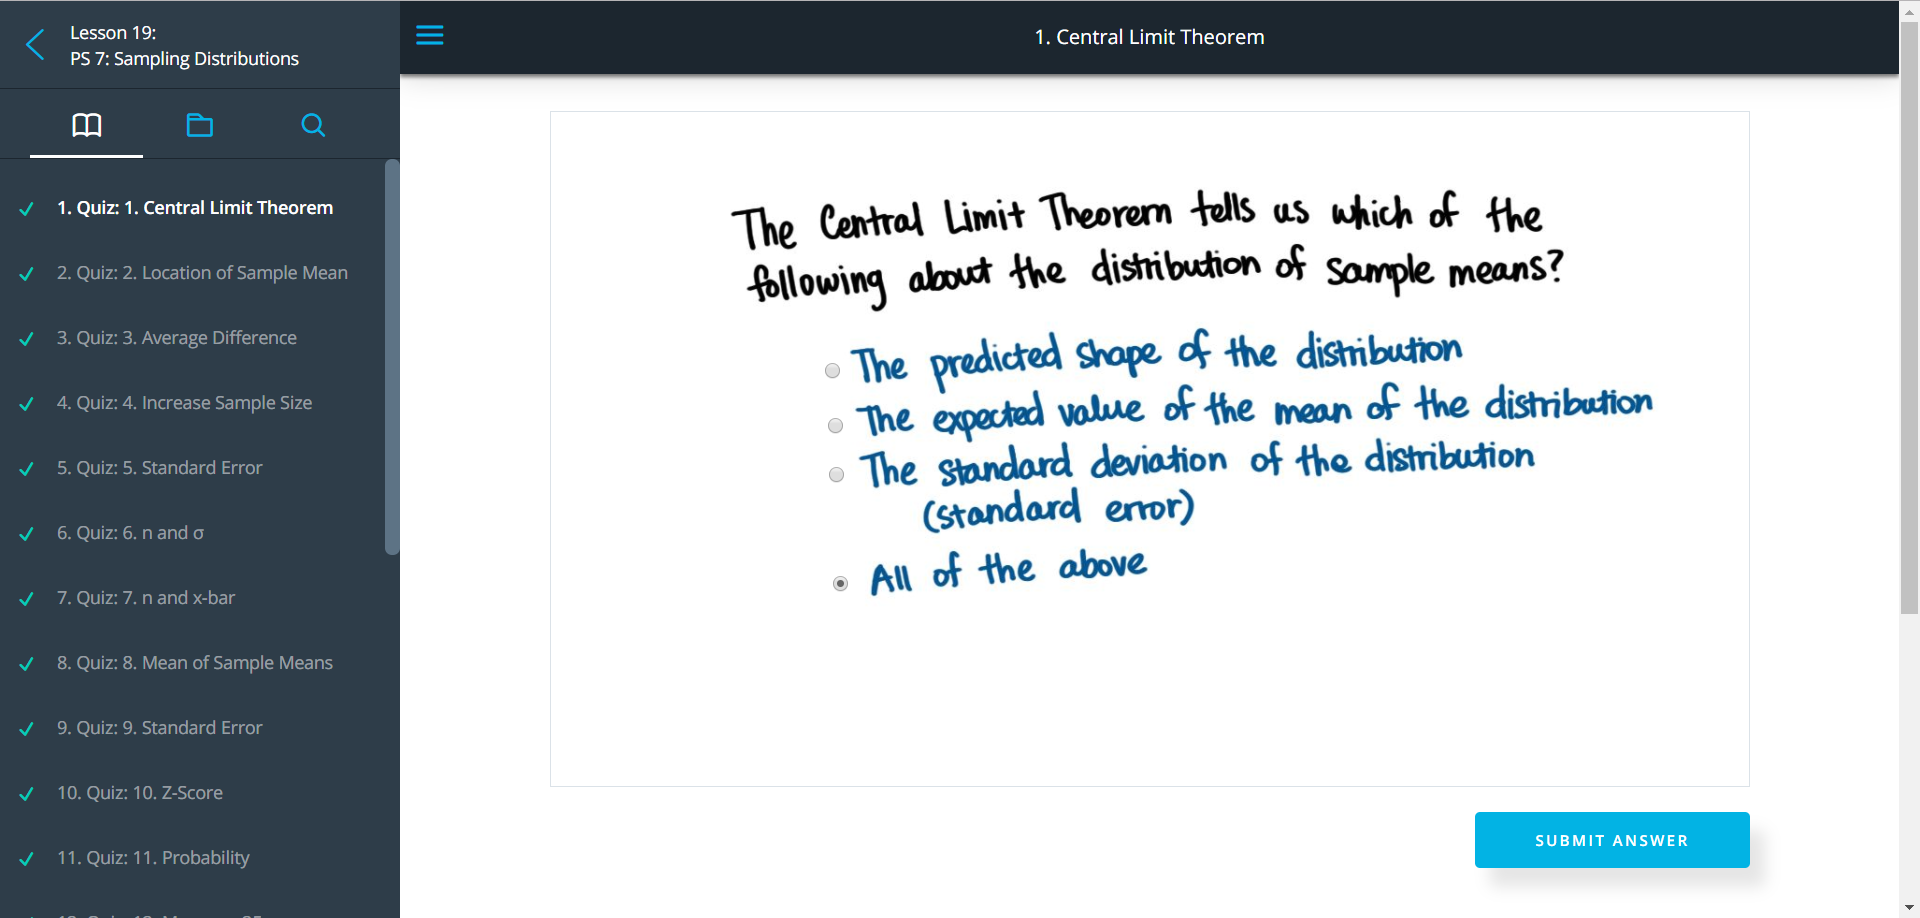 Lesson 19:
PS 7: Sampling Distributions
1. Quiz: 1. Central Limit Theorem
2. Quiz: 2. Location of Sample Mean
3. Quiz: 3. Average Difference
4. Quiz: 4. Increase Sample Size
5. Quiz: 5. Standard Error
6. Quiz: 6. n and σ
7. Quiz: 7. n and x-bar
8. Quiz: 8. Mean of Sample Means
9. Quiz: 9. Standard Error
10. Quiz: 10. Z-Score
11. Quiz: 11. Probability
1. Central Limit Theorem
The Central Limit Theorem tells us which of the
following about the distribution of sample means?
The predicted shape of the distribution
The expected value of the mean of the distribution
The standard deviation of the distribution
(standard error)
All of the above
SUBMIT ANSWER